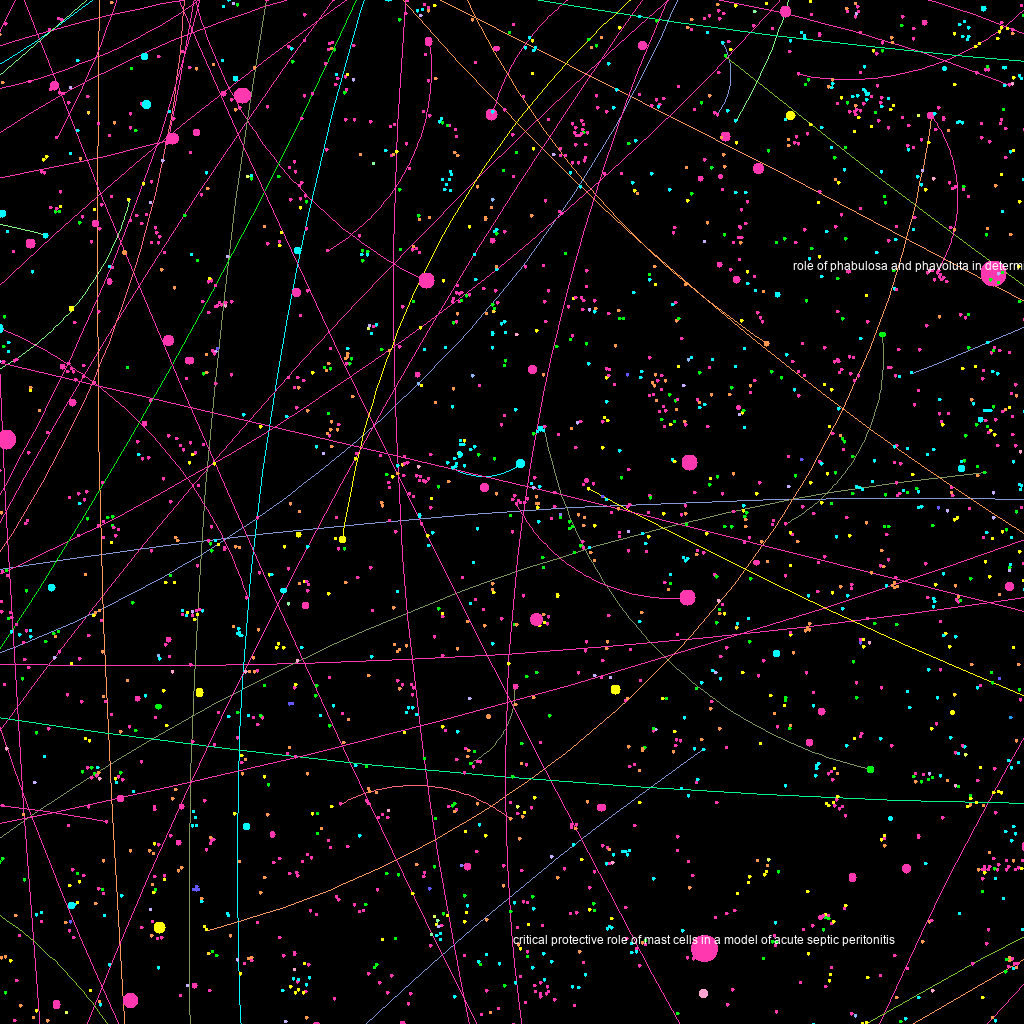 role of phabulosa and phavoluta in determi
critical protective role of mast cells in a model of acute septic peritonitis